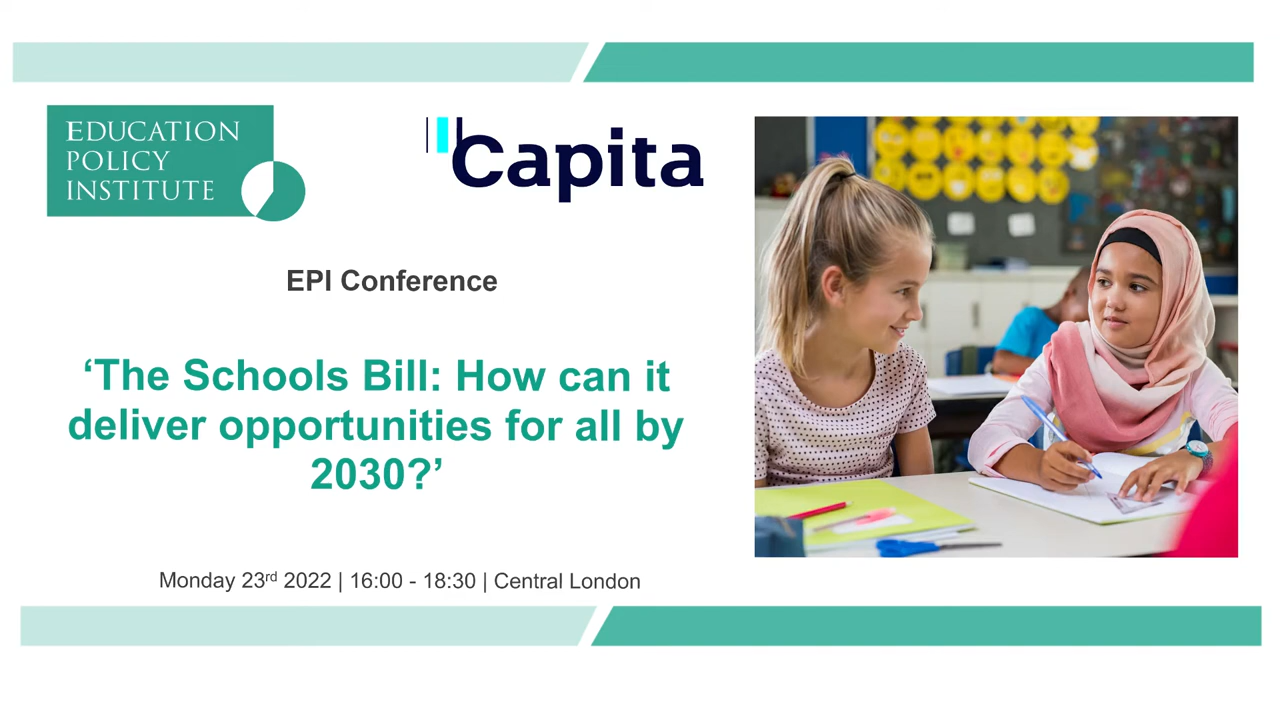 EDUCATION
POLICY
INSTITUTE
Capita
EPI Conference
‘The Schools Bill: How can it
deliver opportunities for all by
2030?’
Monday 23rd 2022 | 16:00 - 18:30 | Central London